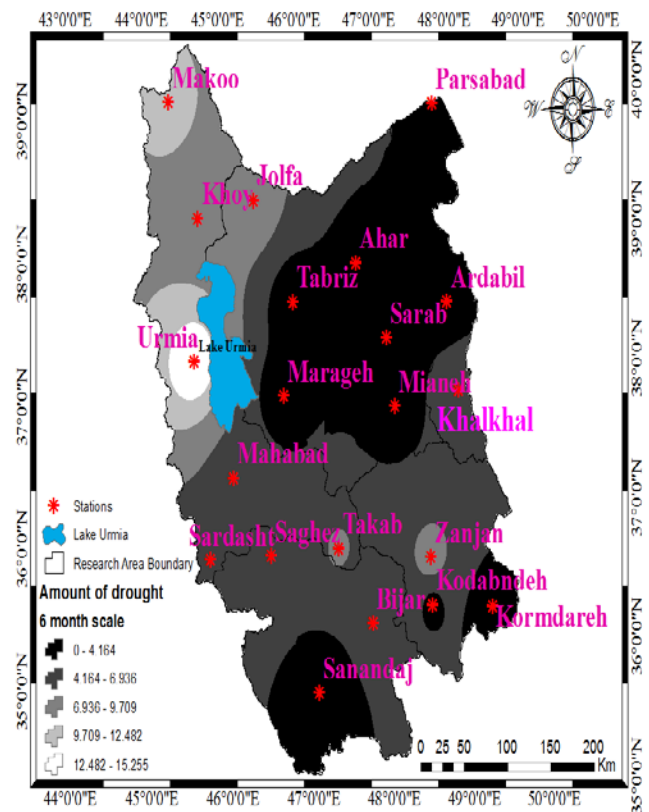 43°0'0"E 44°0'0"E 45°0'0"E 46°0'0"E 47°0'0"E 48°0'0"E 49°0'0"E 50°0'0"E
N
W E
S
40°0'0"N
39°0'0"N
38°0'0"N
37°0'0"N
36°0'0"N
35°0'0"N
39°0'0"N
38°0'0"N
37°0'0"N
36°0'0"N
35°0'0"N
Makoo
Parsabad
Jolfa
Khoy
Ahar
Tabriz
Ardabil
Sarab
Urmia
Lake Urmia
Marageh
Mianeh
Khalkhal
Mahabad
Sardasht
Saghez
Takab
Zanjan
Kodabndeh
Bijar
Kormdareh
Sanandaj
Stations
Lake Urmia
Research Area Boundary
Amount of drought
6 month scale
0 - 4.164
4.164 - 6.936
6.936 - 9.709
9.709 - 12.482
12.482 - 15.255
0 25 50 100 150 200
Km
44°0'0"E 45°0'0"E 46°0'0"E 47°0'0"E 48°0'0"E 49°0'0"E 50°0'0"E